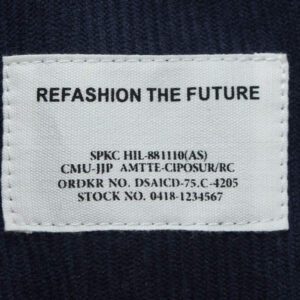 REFASHION THE FUTURE
SPKC HIL-881110(AS)
CMU-JJP AMTTE-CIPOSUR/RC
ORDKR NO. DSAICD-75.C-4205
STOCK NO. 0418-1234567